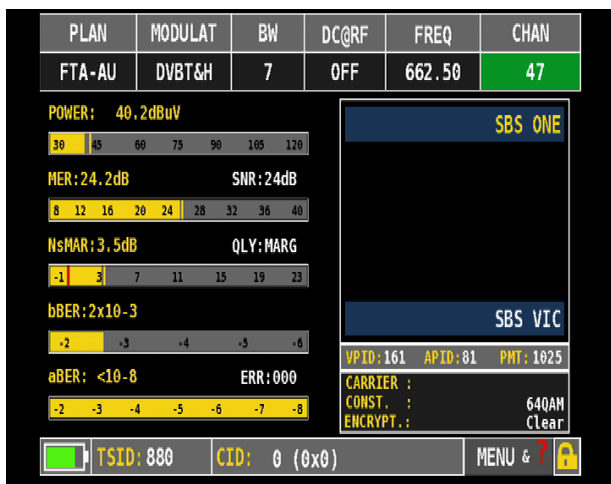 PLAN MODULAT BW DC@RF FREQ CHAN
FTA-AU DVBT&H 7 OFF 662.50 47
POWER: 40.2dBuV
30 45 60 75 90 105 120
MER:24.2dB SNR:24dB
8 12 16 20 24 28 32 36 40
NsMAR:3.5dB QLY:MARG
-1 3 7 11 15 19 23
bBER:2x10-3
-2 -3 -4 -5 -6
aBER: <10-8 ERR:000
-2 -3 -4 -5 -6 -7 -8
SBS ONE
SBS VIC
VPID:161 APID:81 PMT:1025
CARRIER :
CONST. : 64QAM
ENCRYPT.: Clear
TSID:880 CID: 0 (0x0) MENU & ?